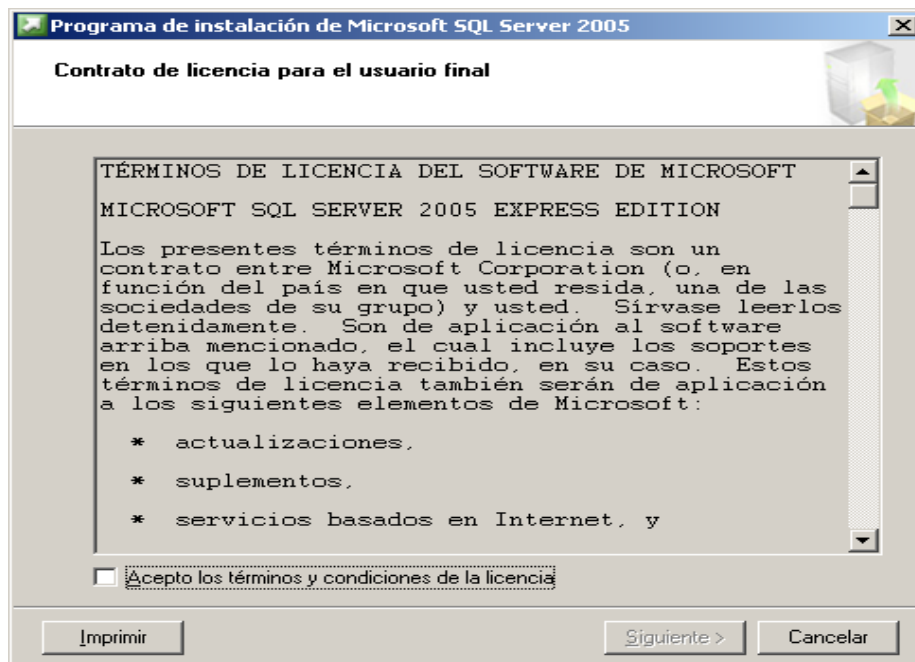 Programa de instalación de Microsoft SQL Server 2005
Contrato de licencia para el usuario final
TÉRMINOS DE LICENCIA DEL SOFTWARE DE MICROSOFT
MICROSOFT SQL SERVER 2005 EXPRESS EDITION
Los presentes términos de licencia son un
contrato entre Microsoft Corporation (o, en
función del país en que usted resida, una de las
sociedades de su grupo) y usted.  Sírvase leerlos
detenidamente.  Son de aplicación al software
arriba mencionado, el cual incluye los soportes
en los que lo haya recibido, en su caso.  Estos
términos de licencia también serán de aplicación
a los siguientes elementos de Microsoft:
* actualizaciones,
* suplementos,
* servicios basados en Internet, y
Acepto los términos y condiciones de la licencia
Imprimir
Siguiente >
Cancelar